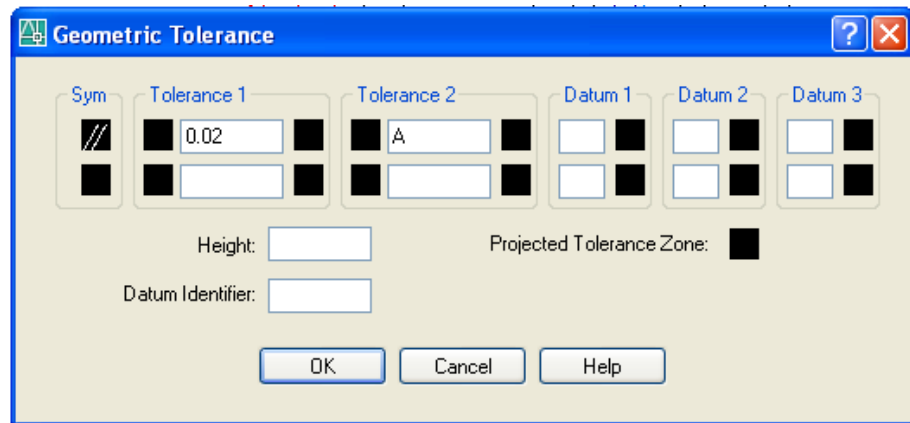 Geometric Tolerance
Sym Tolerance 1 Tolerance 2 Datum 1 Datum 2 Datum 3
// 0.02 A
Height: Projected Tolerance Zone:
Datum Identifier:
OK Cancel Help